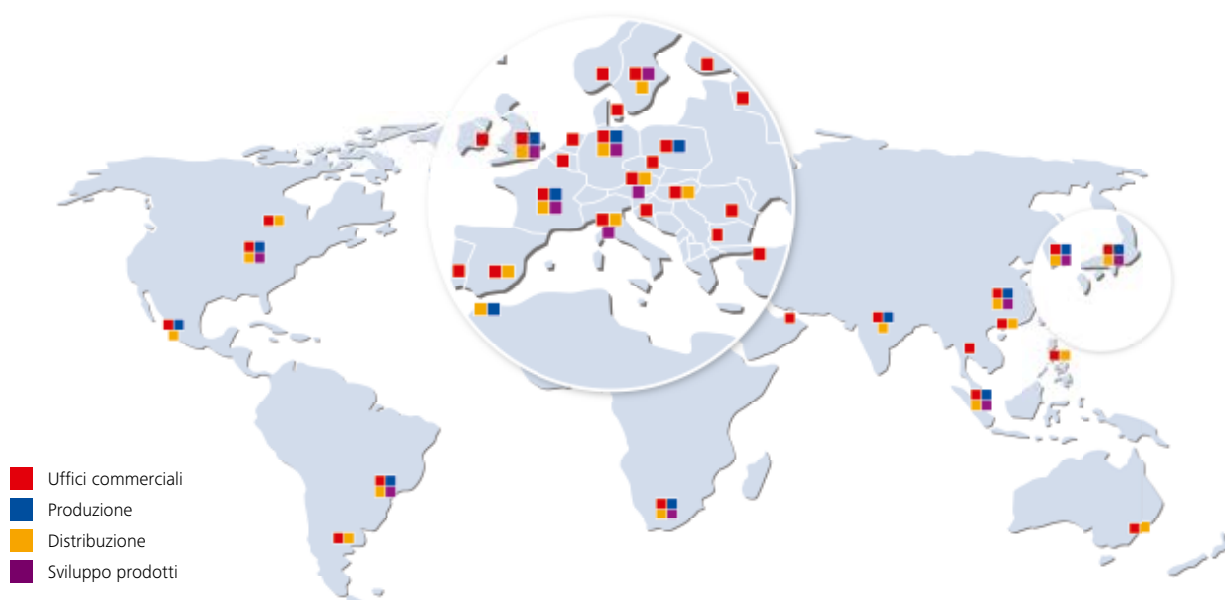 Uffici commerciali
Produzione
Distribuzione
Sviluppo prodotti